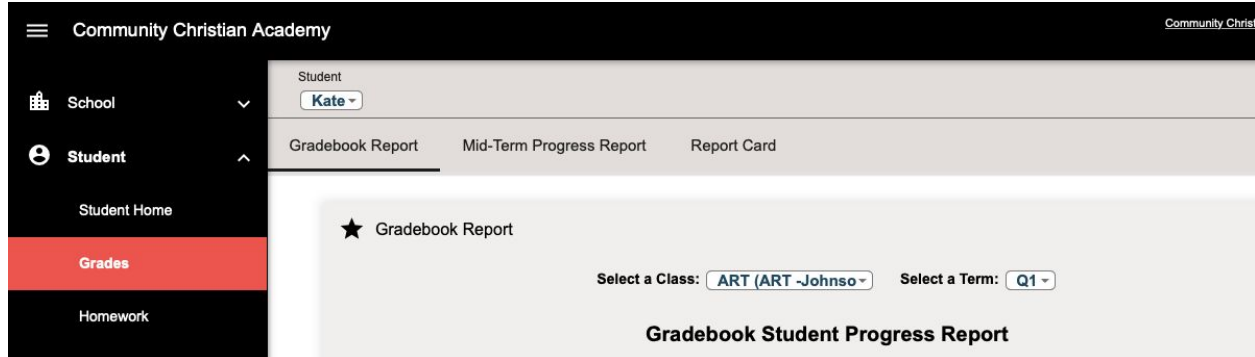 Community Christian Academy
Community Christ
School
Student
Student Home
Grades
Homework
Student
Kate
Gradebook Report Mid-Term Progress Report Report Card
Gradebook Report
Select a Class: ART (ART -Johnso Select a Term: Q1
Gradebook Student Progress Report